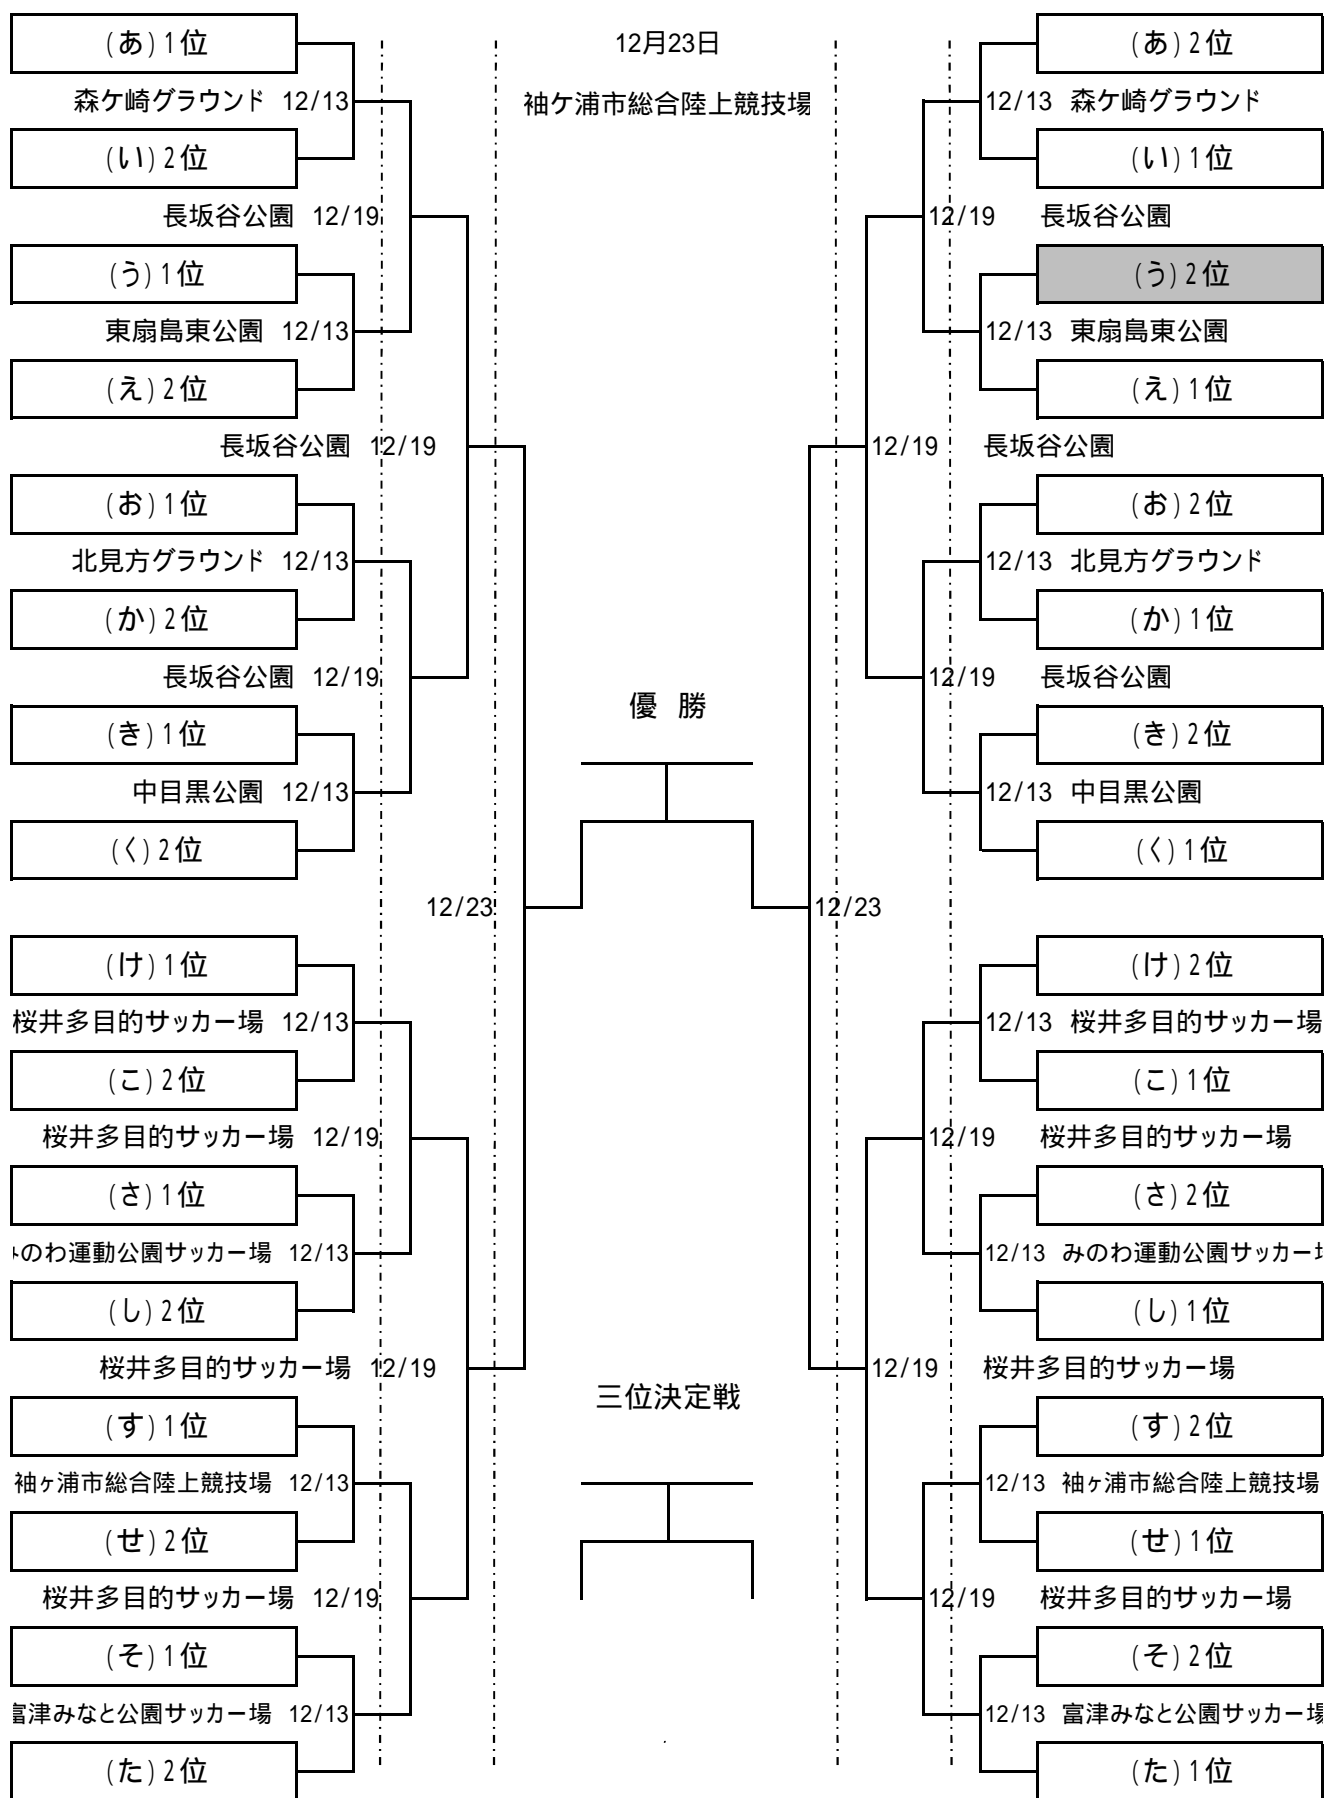 (あ)1位
森ケ崎グラウンド 12/13
(い)2位
長坂谷公園 12/19
(う)1位
東扇島東公園 12/13
(え)2位
長坂谷公園 12/19
(お)1位
北見方グラウンド 12/13
(か)2位
長坂谷公園 12/19
(き)1位
中目黒公園 12/13
(く)2位
12/23
(け)1位
桜井多目的サッカー場 12/13
(こ)2位
桜井多目的サッカー場 12/19
(さ)1位
みのわ運動公園サッカー場 12/13
(し)2位
桜井多目的サッカー場 12/19
(す)1位
袖ヶ浦市総合陸上競技場 12/13
(せ)2位
桜井多目的サッカー場 12/19
(そ)1位
富津みなと公園サッカー場 12/13
(た)2位
12月23日
袖ケ浦市総合陸上競技場
優 勝
三位決定戦
(あ)2位
12/13 森ケ崎グラウンド
(い)1位
12/19 長坂谷公園
(う)2位
12/13 東扇島東公園
(え)1位
12/19 長坂谷公園
(お)2位
12/13 北見方グラウンド
(か)1位
12/19 長坂谷公園
(き)2位
12/13 中目黒公園
(く)1位
12/23
(け)2位
12/13 桜井多目的サッカー場
(こ)1位
12/19 桜井多目的サッカー場
(さ)2位
12/13 みのわ運動公園サッカー場
(し)1位
12/19 桜井多目的サッカー場
(す)2位
12/13 袖ヶ浦市総合陸上競技場
(せ)1位
12/19 桜井多目的サッカー場
(そ)2位
12/13 富津みなと公園サッカー場
(た)1位